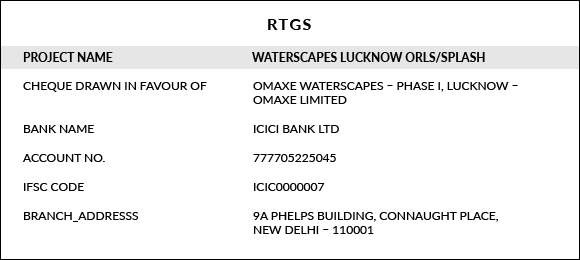 RTGS
PROJECT NAME WATERSCAPES LUCKNOW ORLS/SPLASH
CHEQUE DRAWN IN FAVOUR OF OMAXE WATERSCAPES – PHASE I, LUCKNOW –
OMAXE LIMITED
BANK NAME ICICI BANK LTD
ACCOUNT NO. 777705225045
IFSC CODE ICIC0000007
BRANCH_ADDRESSS 9A PHELPS BUILDING, CONNAUGHT PLACE,
NEW DELHI – 110001